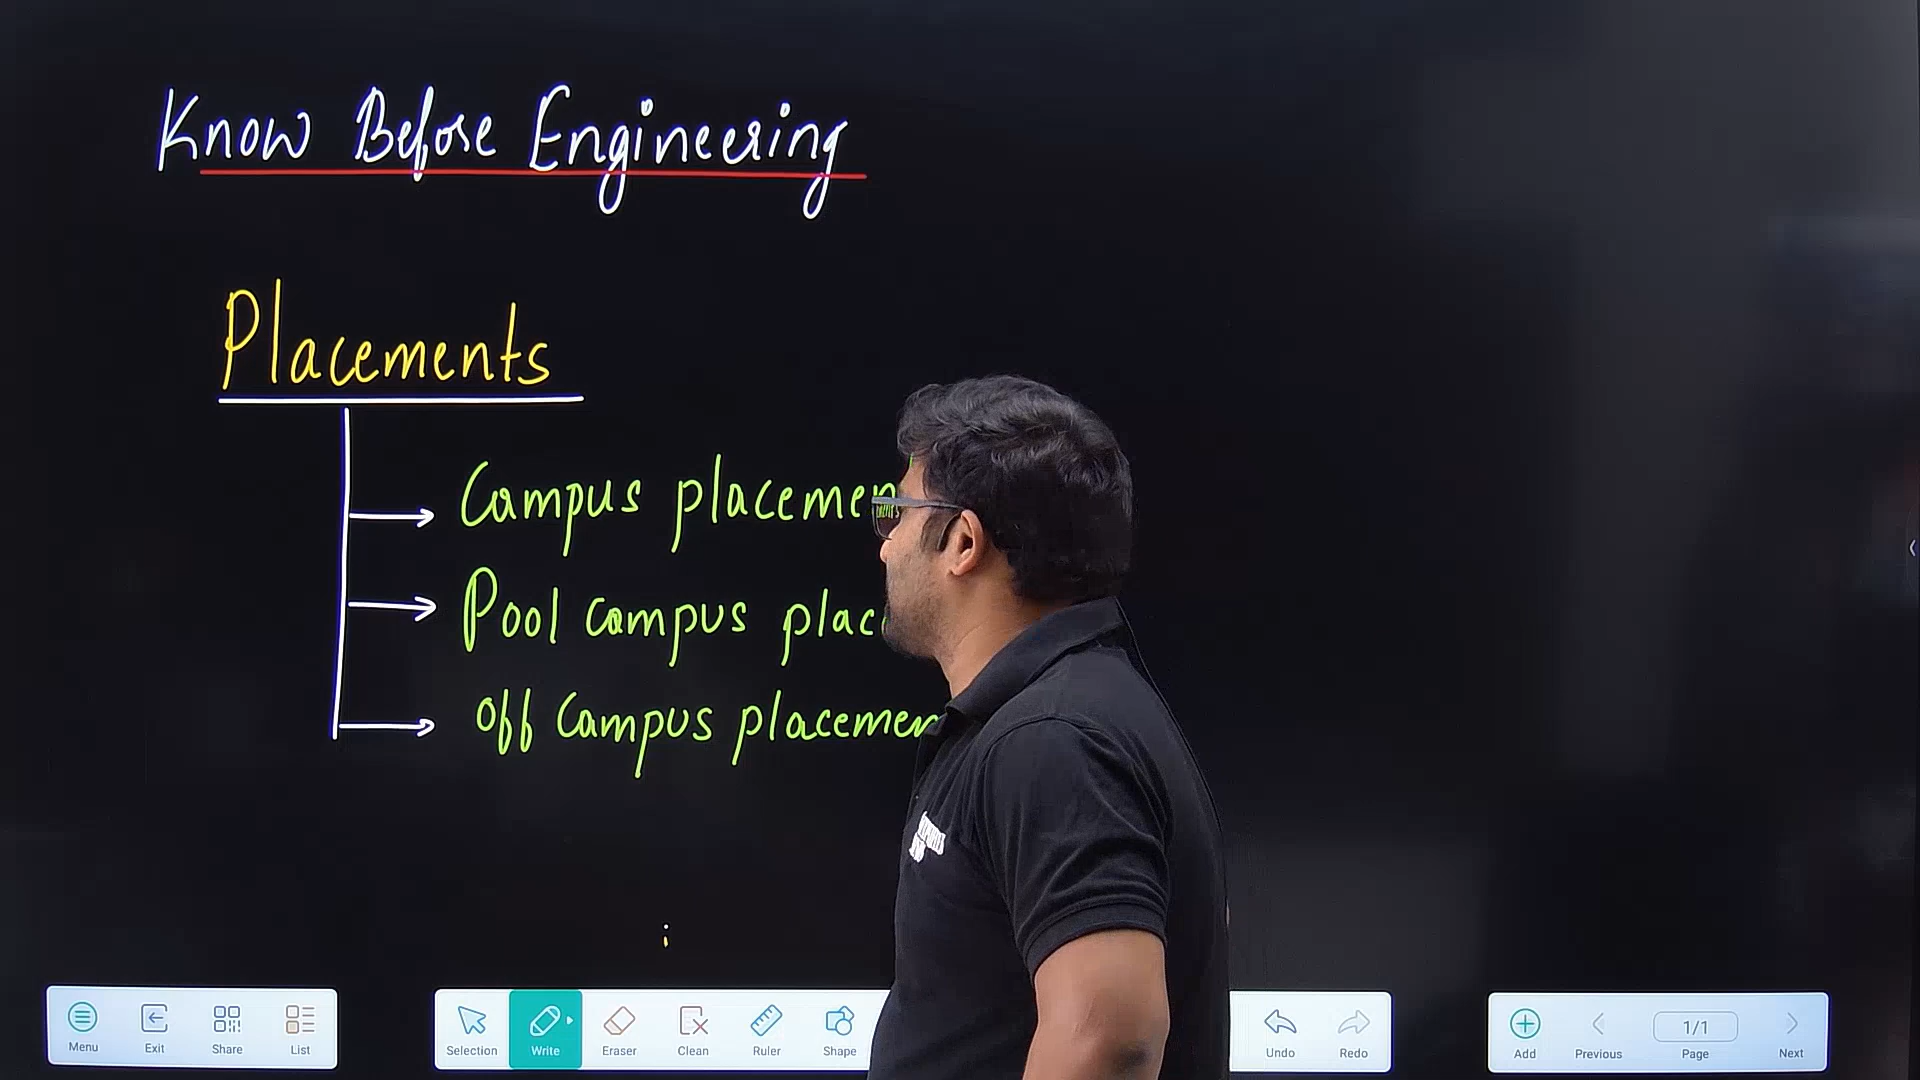 Know Before Engineering
Placements
Campus placemen
Pool campus plac
off campus placemen
Menu Exit Share List
Selection Write Eraser Clean Ruler Shape
Undo Redo
Add Previous 1/1 Page Next